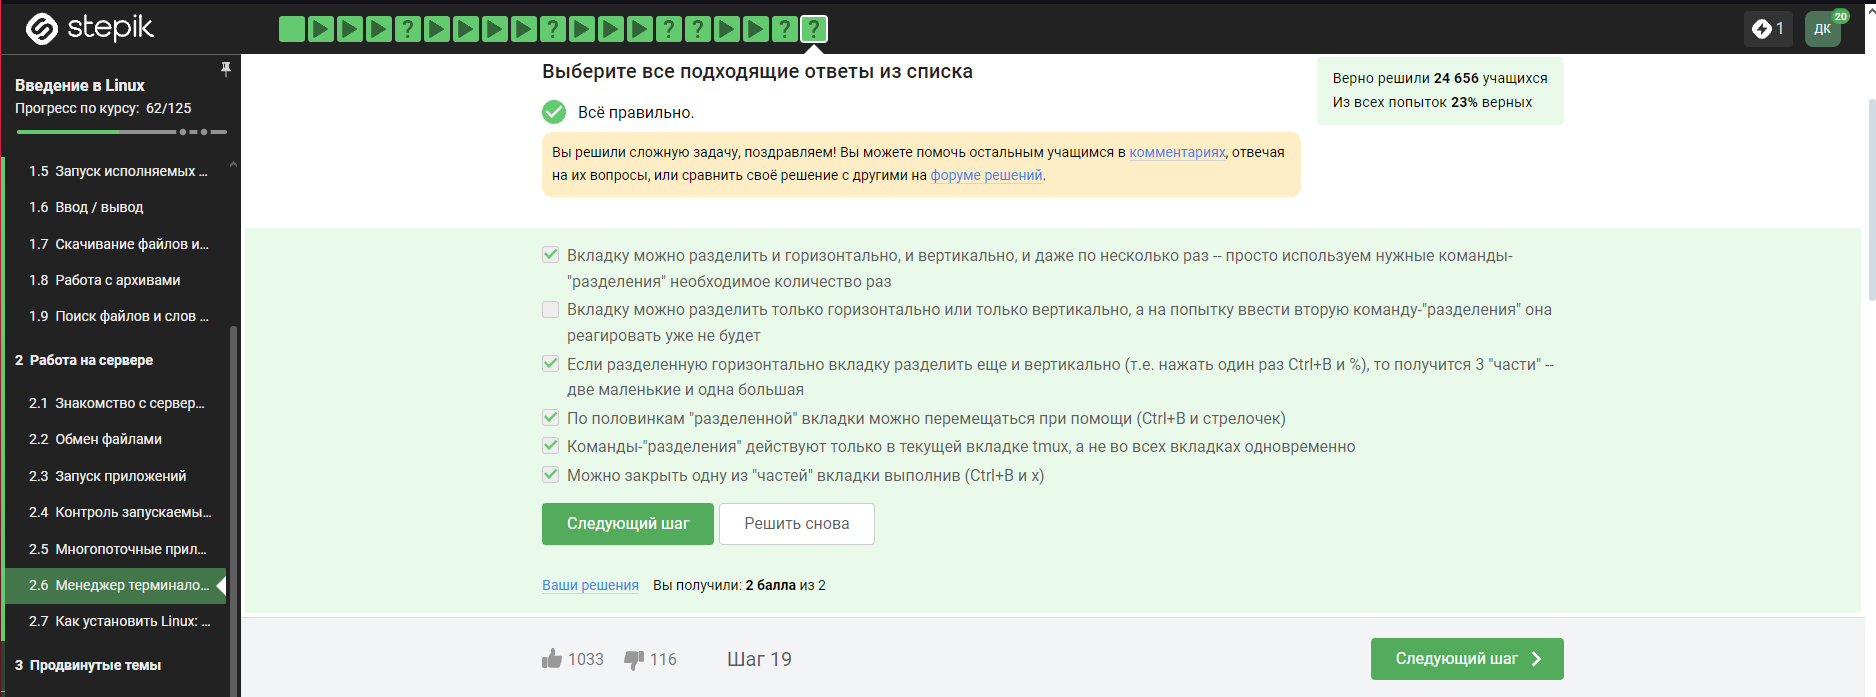 stepik
? ? ? ? ? ?
1
ДК
20
Введение в Linux
Прогресс по курсу: 62/125
1.5 Запуск исполняемых ...
1.6 Ввод / вывод
1.7 Скачивание файлов и...
1.8 Работа с архивами
1.9 Поиск файлов и слов ...
2 Работа на сервере
2.1 Знакомство с сервер...
2.2 Обмен файлами
2.3 Запуск приложений
2.4 Контроль запускаемы...
2.5 Многопоточные прил...
2.6 Менеджер терминало...
2.7 Как установить Linux: ...
3 Продвинутые темы
Выберите все подходящие ответы из списка
Всё правильно.
Вы решили сложную задачу, поздравляем! Вы можете помочь остальным учащимся в комментариях, отвечая
на их вопросы, или сравнить своё решение с другими на форуме решений.
Верно решили 24 656 учащихся
Из всех попыток 23% верных
Вкладку можно разделить и горизонтально, и вертикально, и даже по несколько раз -- просто используем нужные команды-
"разделения" необходимое количество раз
Вкладку можно разделить только горизонтально или только вертикально, а на попытку ввести вторую команду-"разделения" она
реагировать уже не будет
Если разделенную горизонтально вкладку разделить еще и вертикально (т.е. нажать один раз Ctrl+B и %), то получится 3 "части" --
две маленькие и одна большая
По половинкам "разделенной" вкладки можно перемещаться при помощи (Ctrl+B и стрелочек)
Команды-"разделения" действуют только в текущей вкладке tmux, а не во всех вкладках одновременно
Можно закрыть одну из "частей" вкладки выполнив (Ctrl+B и x)
Следующий шаг
Решить снова
Ваши решения Вы получили: 2 балла из 2
1033 116 Шаг 19
Следующий шаг